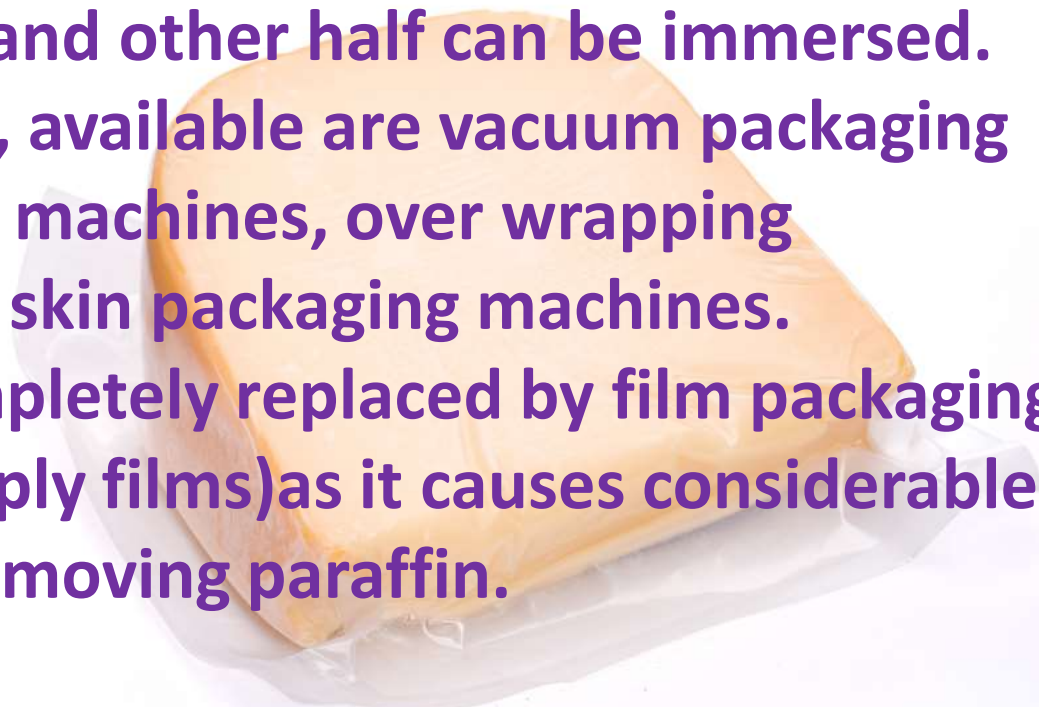 and other half can be immersed.
, available are vacuum packaging
machines, over wrapping
skin packaging machines.
pletely replaced by film packaging
ply films)as it causes considerable
moving paraffin.